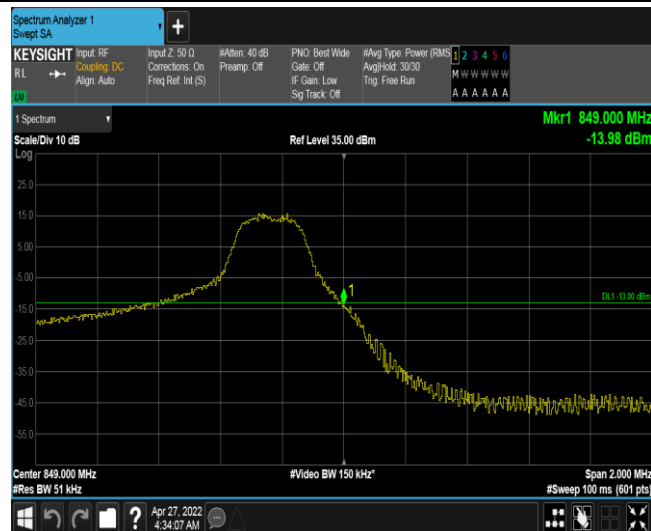 Spectrum Analyzer 1
Swept SA
KEYSIGHT
RL
Input: RF
Coupling: DC
Align: Auto
Input Z: 50 Ω
Corrections: On
Freq Ref: Int (S)
#Atten: 40 dB
Preamp: Off
PNO: Best Wide
Gate: Off
IF Gain: Low
Sig Track: Off
#Avg Type: Power (RMS
Avg|Hold: 30/30
Trig: Free Run
1 2 3 4 5 6
M W W W W W
A A A A A A
1 Spectrum
Mkr1 849.000 MHz
-13.98 dBm
Scale/Div 10 dB
Ref Level 35.00 dBm
Log
25.0
15.0
5.00
-5.00
-15.0
-25.0
-35.0
-45.0
-55.0
1
DL1 -13.00 dBm
Center 849.000 MHz
#Video BW 150 kHz*
Span 2.000 MHz
#Res BW 51 kHz
#Sweep 100 ms (601 pts)
?
Apr 27, 2022
4:34:07 AM